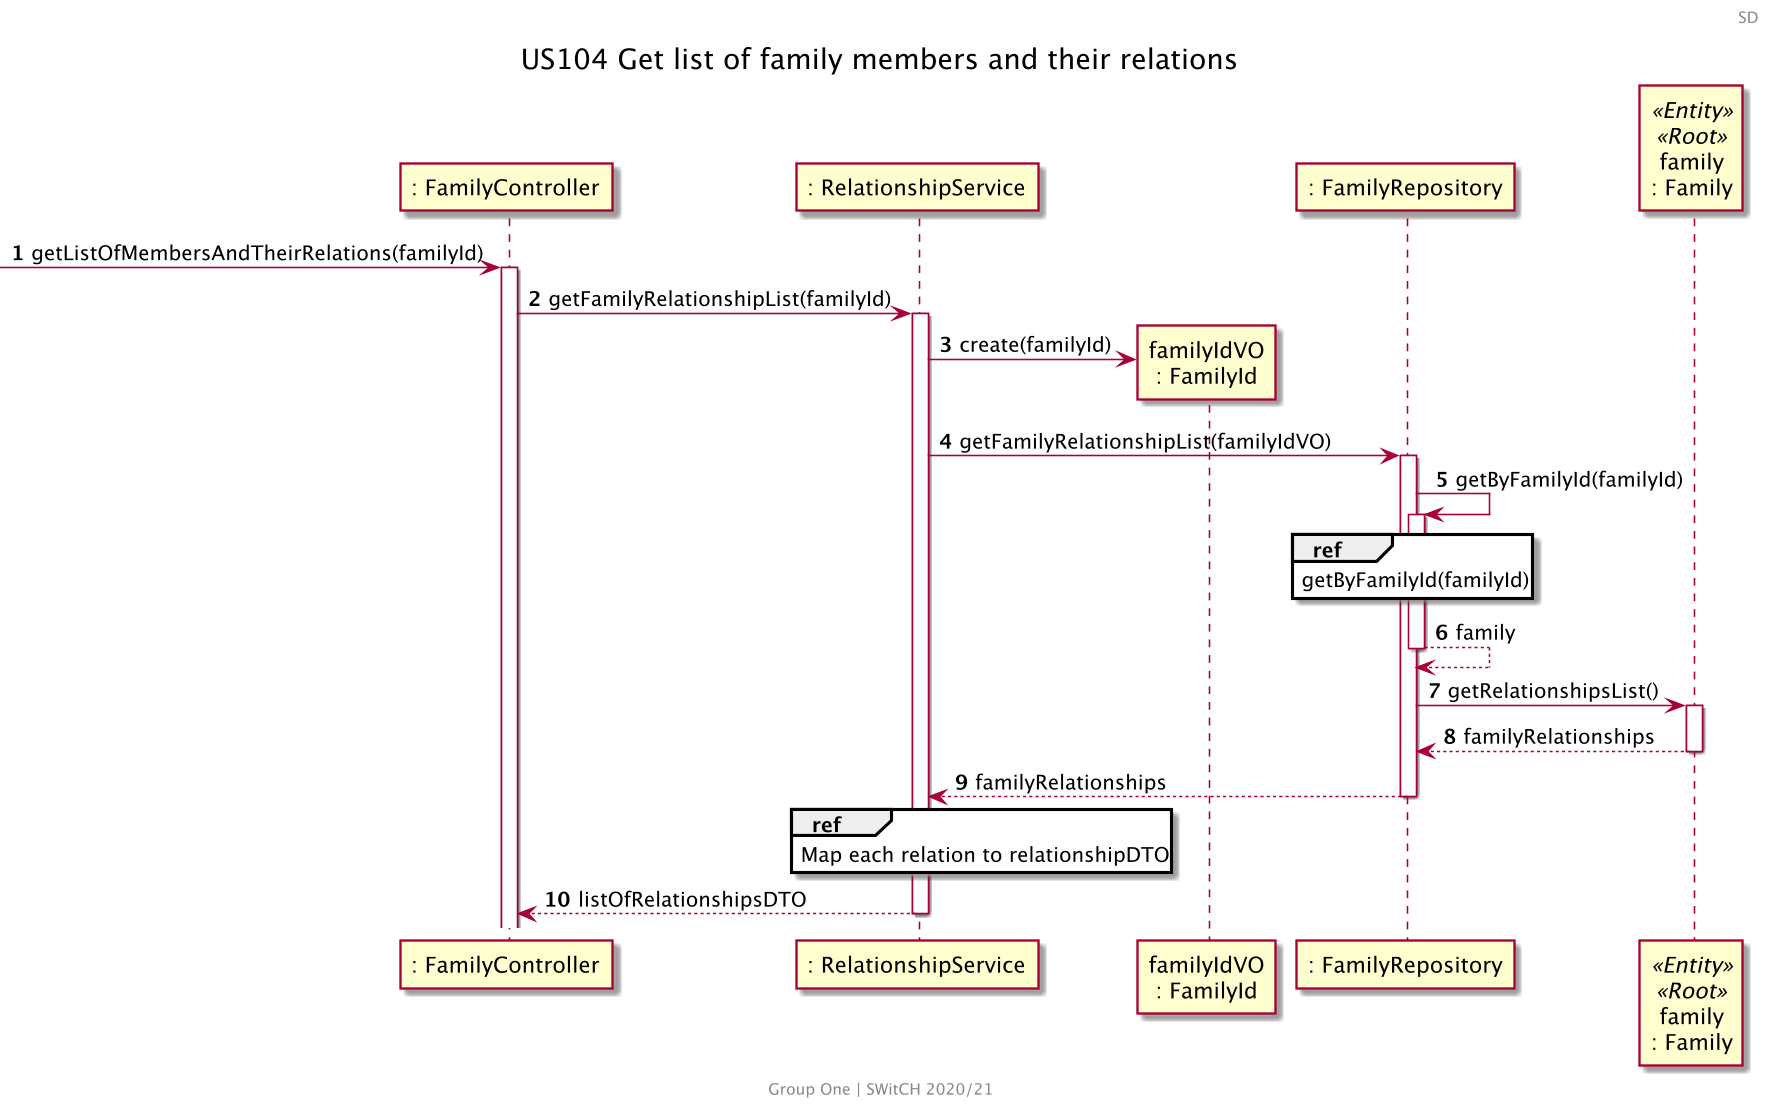 SD
US104 Get list of family members and their relations
«Entity»
«Root»
family
: Family
: FamilyController
: RelationshipService
: FamilyRepository
1 getListOfMembersAndTheirRelations(familyId)
2 getFamilyRelationshipList(familyId)
3 create(familyId)
familyIdVO
: FamilyId
4 getFamilyRelationshipList(familyIdVO)
5 getByFamilyId(familyId)
ref
getByFamilyId(familyId)
6 family
7 getRelationshipsList()
8 familyRelationships
9 familyRelationships
ref
Map each relation to relationshipDTO
10 listOfRelationshipsDTO
: FamilyController
: RelationshipService
familyIdVO
: FamilyId
: FamilyRepository
«Entity»
«Root»
family
: Family
Group One | SWitCH 2020/21